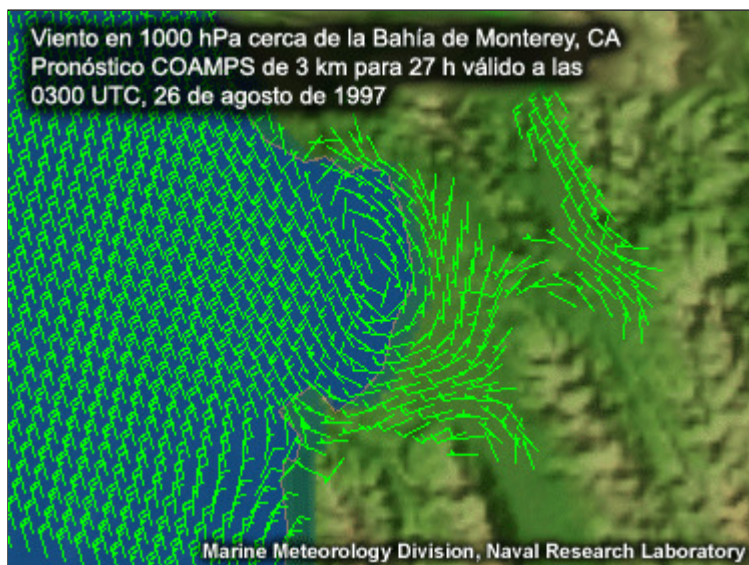 Viento en 1000 hPa cerca de la Bahía de Monterey, CA
Pronóstico COAMPS de 3 km para 27 h válido a las
0300 UTC, 26 de agosto de 1997
Marine Meteorology Division, Naval Research Laboratory